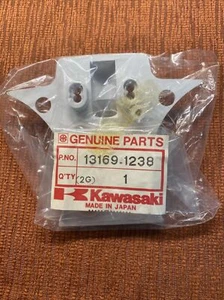 GENUINE PARTS
P.NO. 13169-1238
Q'TY (2G) 1
Kawasaki
MADE IN JAPAN